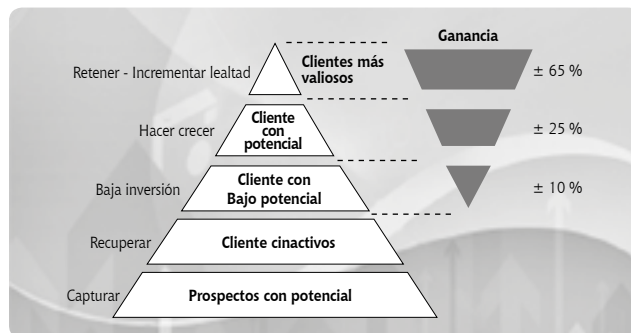 Ganancia
Retener - Incrementar lealtad
Clientes más
valiosos
± 65 %
Hacer crecer
Cliente
con
potencial
± 25 %
Baja inversión
Cliente con
Bajo potencial
± 10 %
Recuperar
Cliente cinactivos
Capturar
Prospectos con potencial